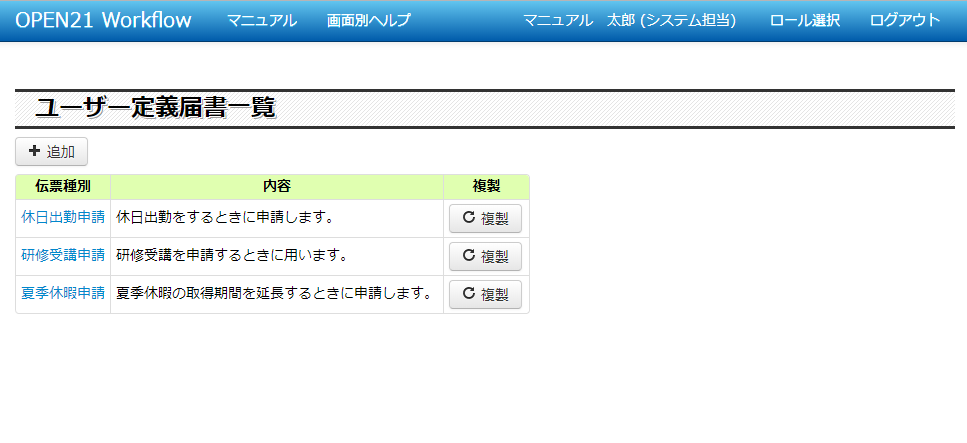 OPEN21 Workflow マニュアル 画面別ヘルプ マニュアル 太郎 (システム担当) ロール選択 ログアウト
ユーザー定義届書一覧
追加
伝票種別 内容 複製
休日出勤申請 休日出勤をするときに申請します。 複製
研修受講申請 研修受講を申請するときに用います。 複製
夏季休暇申請 夏季休暇の取得期間を延長するときに申請します。 複製